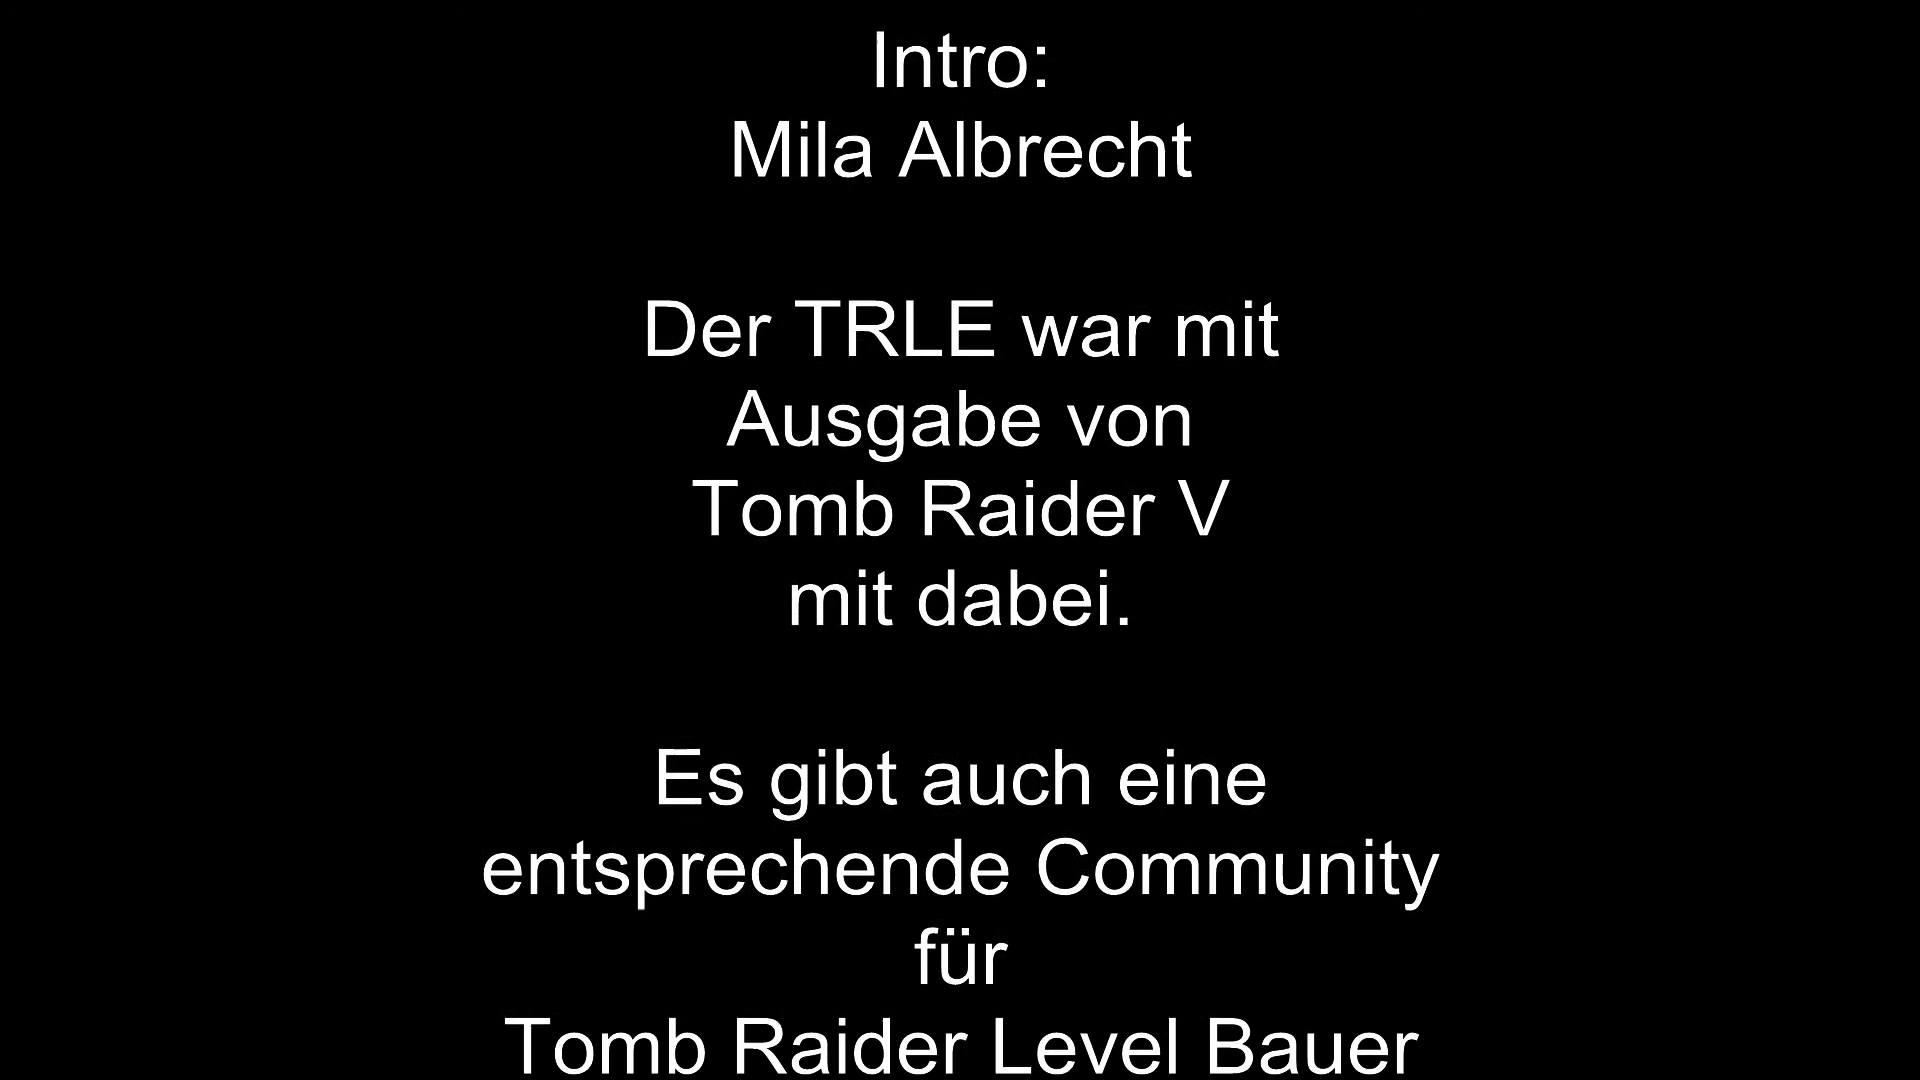 Intro:
Mila Albrecht
Der TRLE war mit
Ausgabe von
Tomb Raider V
mit dabei.
Es gibt auch eine
entsprechende Community
für
Tomb Raider Level Bauer